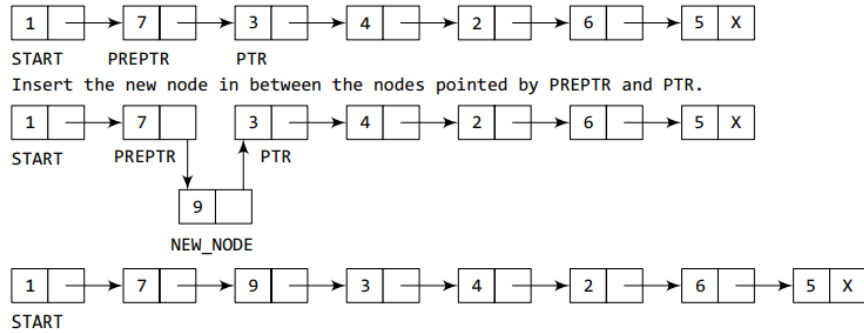 1 7 3 4 2 6 5 X
START PREPTR PTR
Insert the new node in between the nodes pointed by PREPTR and PTR.
1 7 3 4 2 6 5 X
START PREPTR PTR
9
NEW_NODE
1 7 9 3 4 2 6 5 X
START